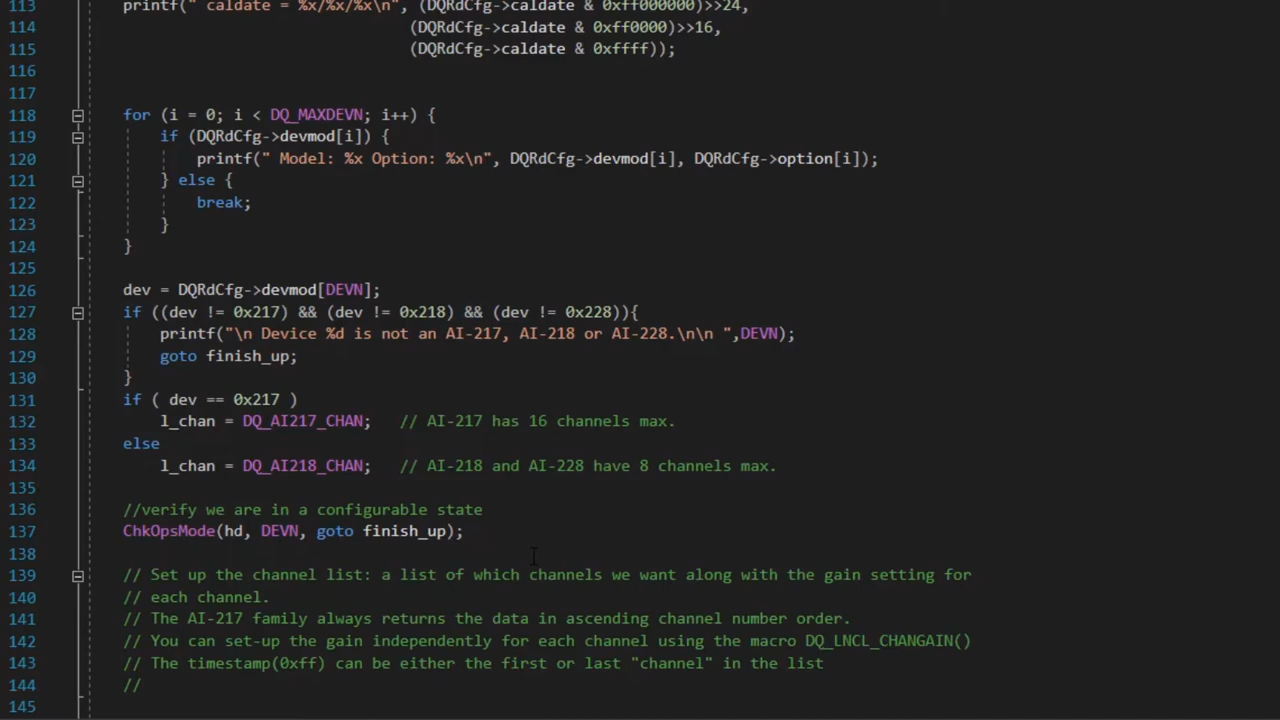 113 printf(" caldate = %x/%x/%x\n", (DQRdCfg->caldate & 0xff000000)>>24,
114 (DQRdCfg->caldate & 0xff0000)>>16,
115 (DQRdCfg->caldate & 0xffff));
116
117
118 for (i = 0; i < DQ_MAXDEVN; i++) {
119 if (DQRdCfg->devmod[i]) {
120 printf(" Model: %x Option: %x\n", DQRdCfg->devmod[i], DQRdCfg->option[i]);
121 } else {
122 break;
123 }
124 }
125
126 dev = DQRdCfg->devmod[DEVN];
127 if ((dev != 0x217) && (dev != 0x218) && (dev != 0x228)){
128 printf("\n Device %d is not an AI-217, AI-218 or AI-228.\n\n ",DEVN);
129 goto finish_up;
130 }
131 if ( dev == 0x217 )
132 l_chan = DQ_AI217_CHAN; // AI-217 has 16 channels max.
133 else
134 l_chan = DQ_AI218_CHAN; // AI-218 and AI-228 have 8 channels max.
135
136 //verify we are in a configurable state
137 ChkOpsMode(hd, DEVN, goto finish_up);
138
139 // Set up the channel list: a list of which channels we want along with the gain setting for
140 // each channel.
141 // The AI-217 family always returns the data in ascending channel number order.
142 // You can set-up the gain independently for each channel using the macro DQ_LNCL_CHANGAIN()
143 // The timestamp(0xff) can be either the first or last "channel" in the list
144 //
145